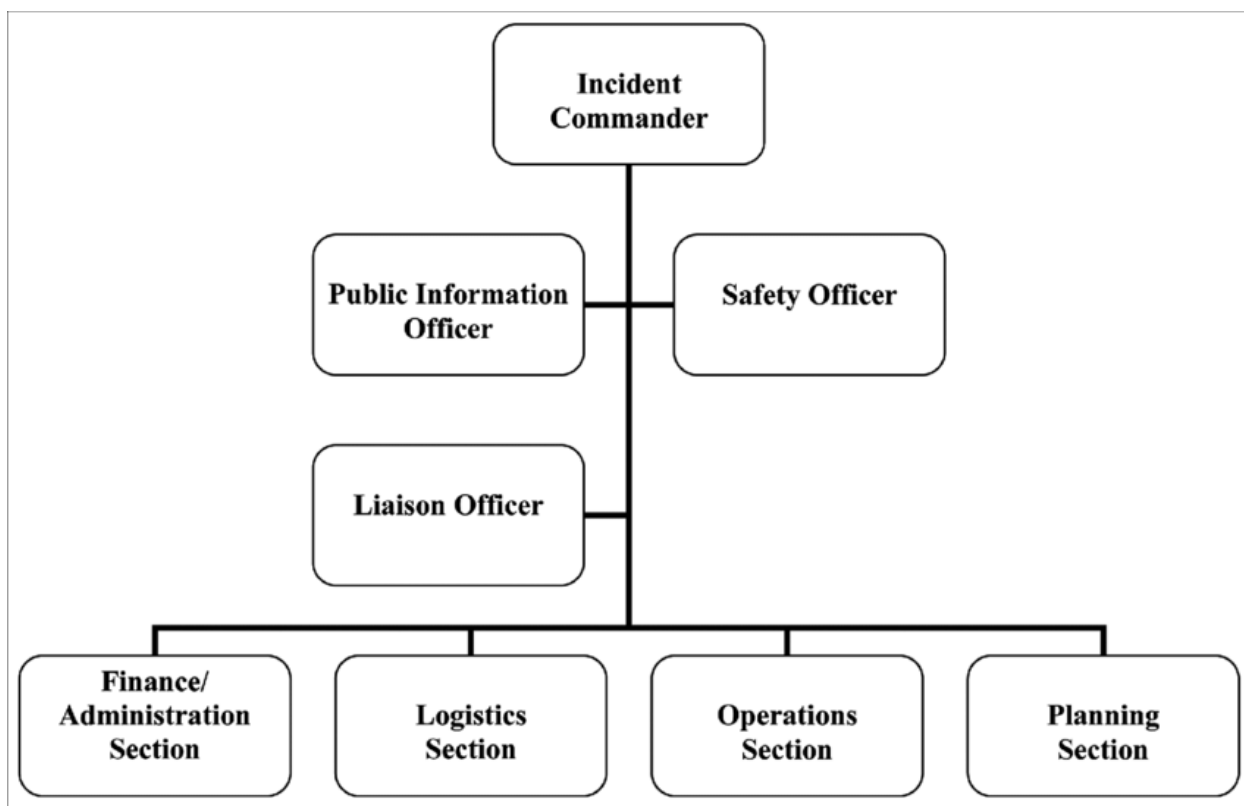 Incident
Commander
Public Information
Officer
Safety Officer
Liaison Officer
Finance/
Administration
Section
Logistics
Section
Operations
Section
Planning
Section